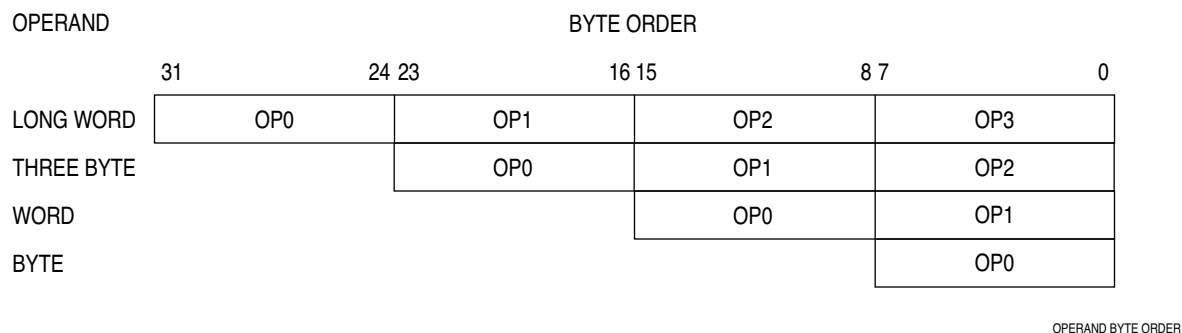 OPERAND BYTE ORDER
31 24 23 16 15 8 7 0
LONG WORD OP0 OP1 OP2 OP3
THREE BYTE OP0 OP1 OP2
WORD OP0 OP1
BYTE OP0
OPERAND BYTE ORDER